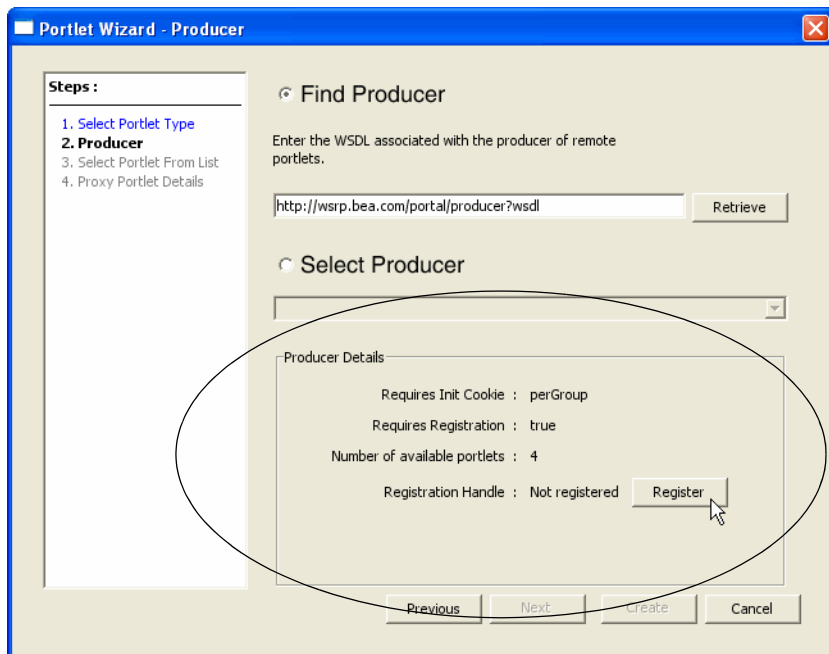 Portlet Wizard - Producer
Steps :
1. Select Portlet Type
2. Producer
3. Select Portlet From List
4. Proxy Portlet Details
Find Producer
Enter the WSDL associated with the producer of remote
portlets.
http://wsrp.bea.com/portal/producer?wsdl
Retrieve
Select Producer
Producer Details
Requires Init Cookie : perGroup
Requires Registration : true
Number of available portlets : 4
Registration Handle : Not registered Register
Previous Next Create Cancel